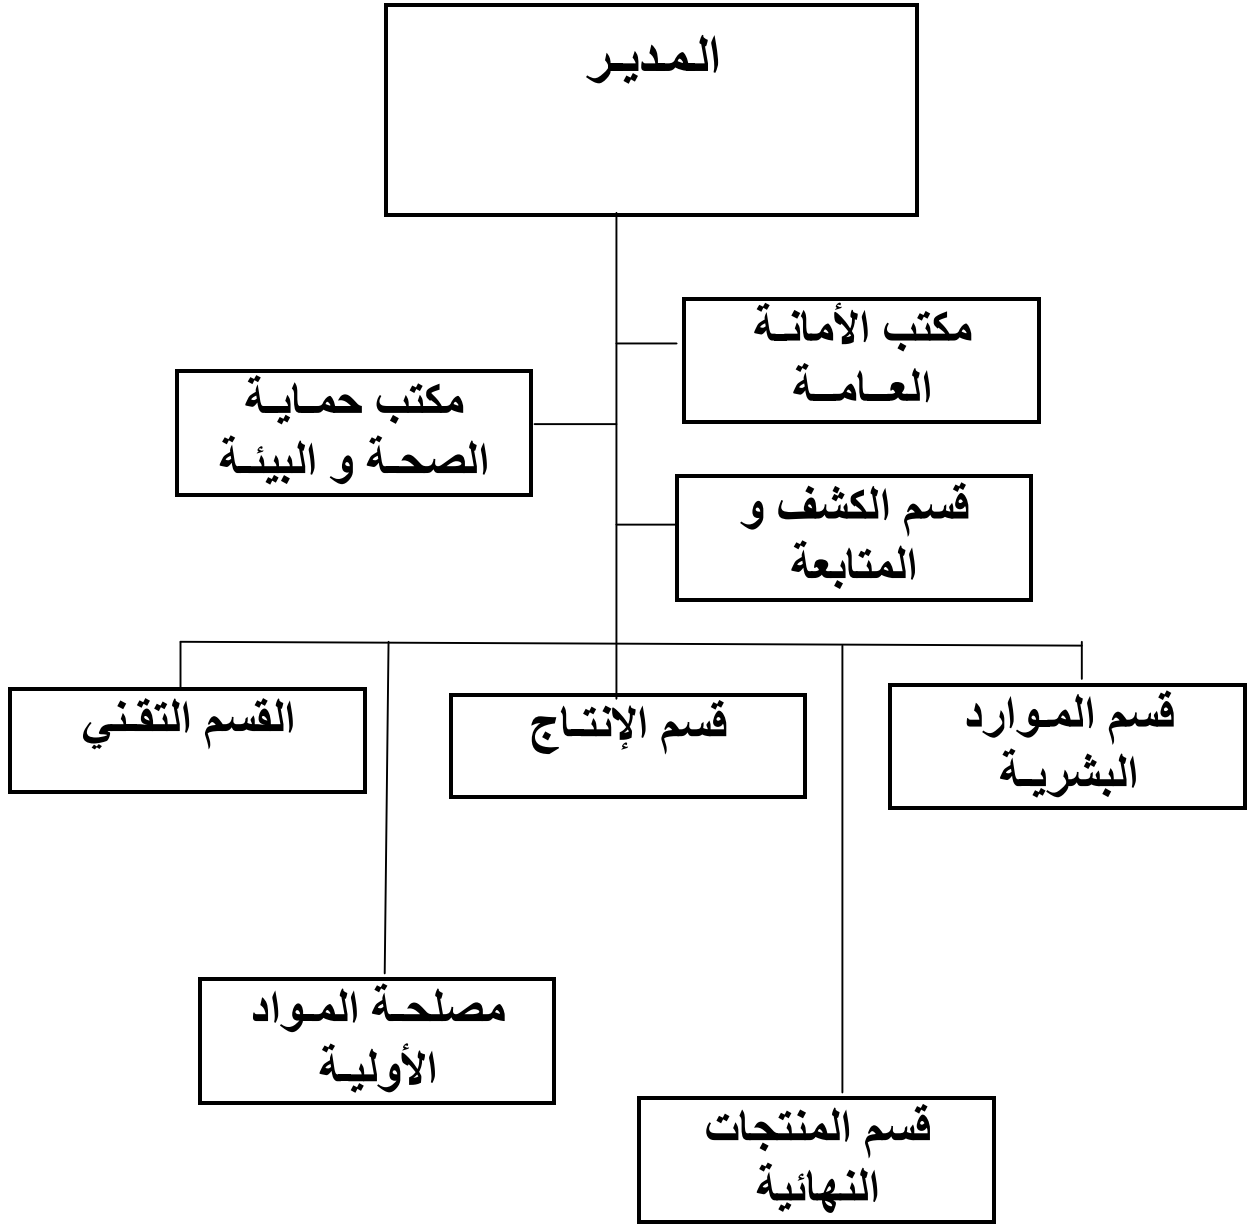 المدير
مكتب الأمانة
العامة
مكتب حماية
الصحة و البيئة
قسم الكشف و
المتابعة
قسم الموارد
البشرية
قسم الإنتاج
القسم التقني
مصلحة المواد
الأولية
قسم المنتجات
النهائية